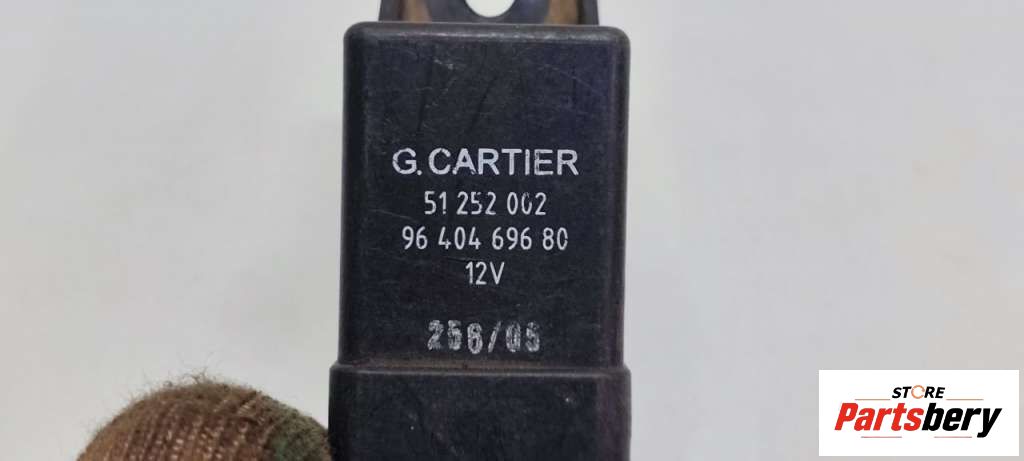 G. CARTIER
51 252 002
96 404 696 80
12V
256/05
STORE
Partsbery